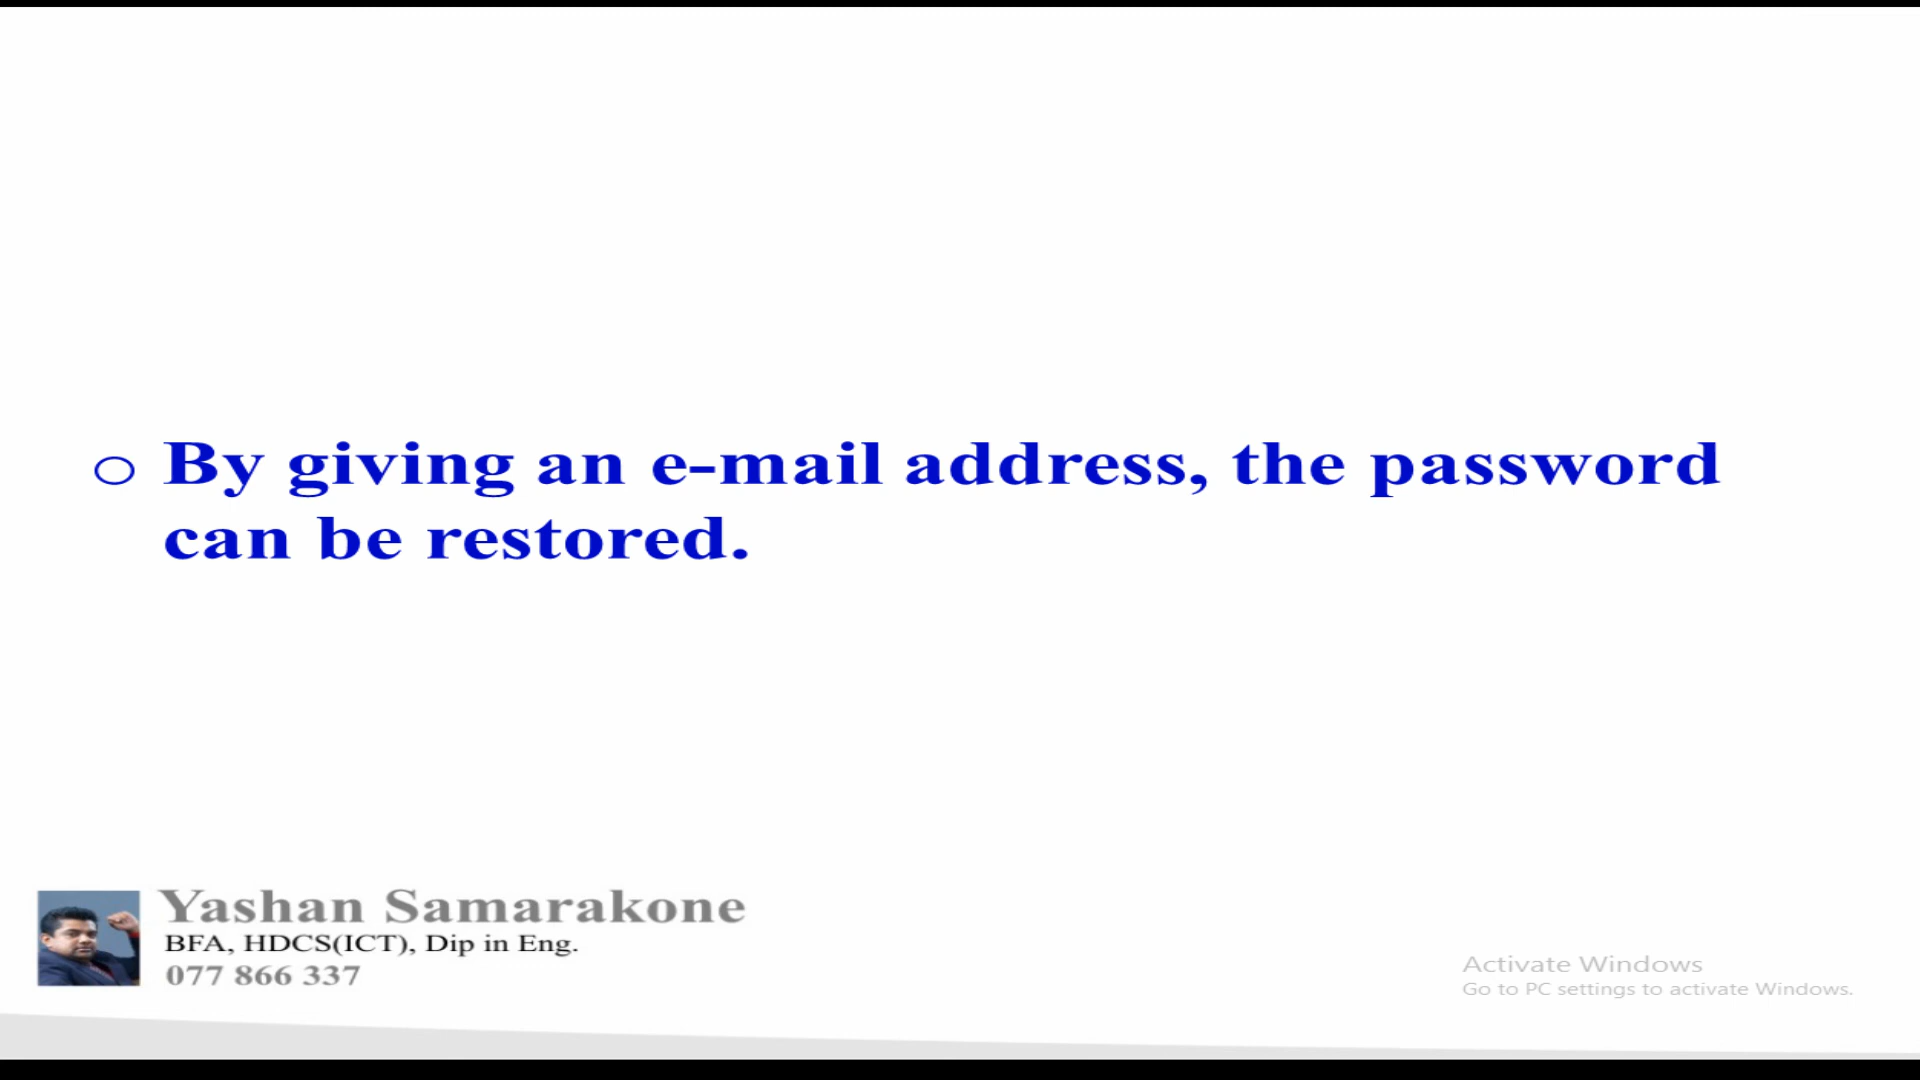 o By giving an e-mail address, the password
can be restored.
Yashan Samarakone
BFA, HDCS(ICT), Dip in Eng.
077 866 337
Activate Windows
Go to PC settings to activate Windows.